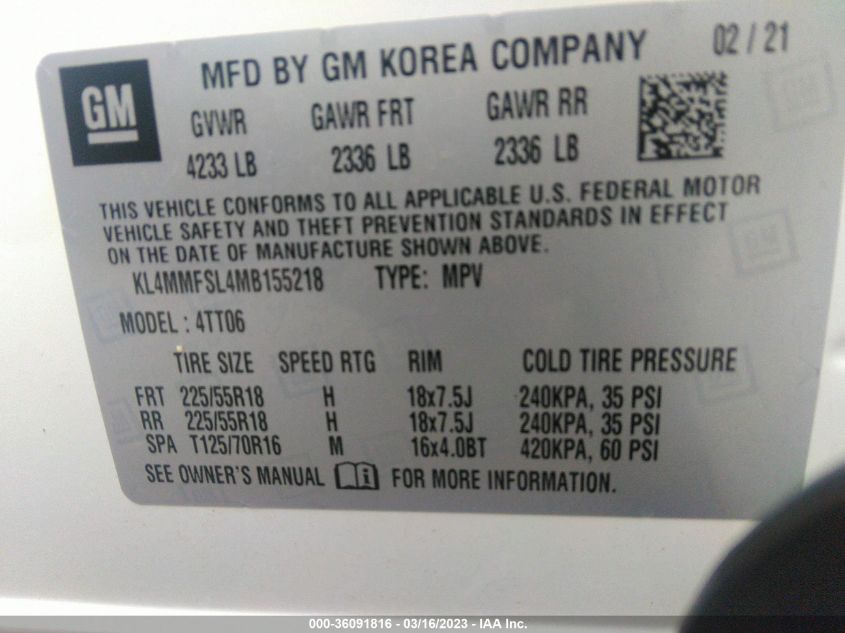 GM
MFD BY GM KOREA COMPANY 02 / 21
GVWR GAWR FRT GAWR RR
4233 LB 2336 LB 2336 LB
THIS VEHICLE CONFORMS TO ALL APPLICABLE U.S. FEDERAL MOTOR
VEHICLE SAFETY AND THEFT PREVENTION STANDARDS IN EFFECT
ON THE DATE OF MANUFACTURE SHOWN ABOVE.
KL4MMFSL4MB155218 TYPE: MPV
MODEL : 4TT06
TIRE SIZE SPEED RTG RIM COLD TIRE PRESSURE
FRT 225/55R18 H 18x7.5J 240KPA, 35 PSI
RR 225/55R18 H 18x7.5J 240KPA, 35 PSI
SPA T125/70R16 M 16x4.0BT 420KPA, 60 PSI
SEE OWNER'S MANUAL i FOR MORE INFORMATION.
000-36091816 - 03/16/2023 - IAA Inc.